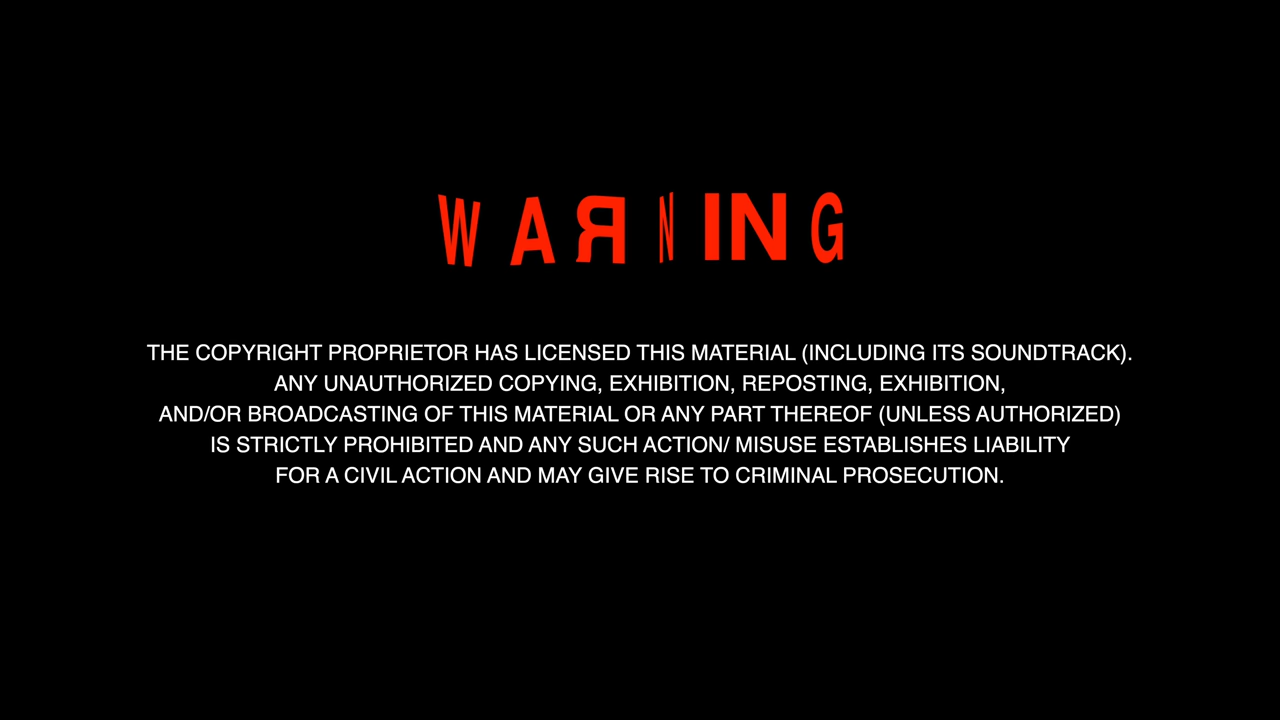 WARNING
THE COPYRIGHT PROPRIETOR HAS LICENSED THIS MATERIAL (INCLUDING ITS SOUNDTRACK).
ANY UNAUTHORIZED COPYING, EXHIBITION, REPOSTING, EXHIBITION,
AND/OR BROADCASTING OF THIS MATERIAL OR ANY PART THEREOF (UNLESS AUTHORIZED)
IS STRICTLY PROHIBITED AND ANY SUCH ACTION/ MISUSE ESTABLISHES LIABILITY
FOR A CIVIL ACTION AND MAY GIVE RISE TO CRIMINAL PROSECUTION.